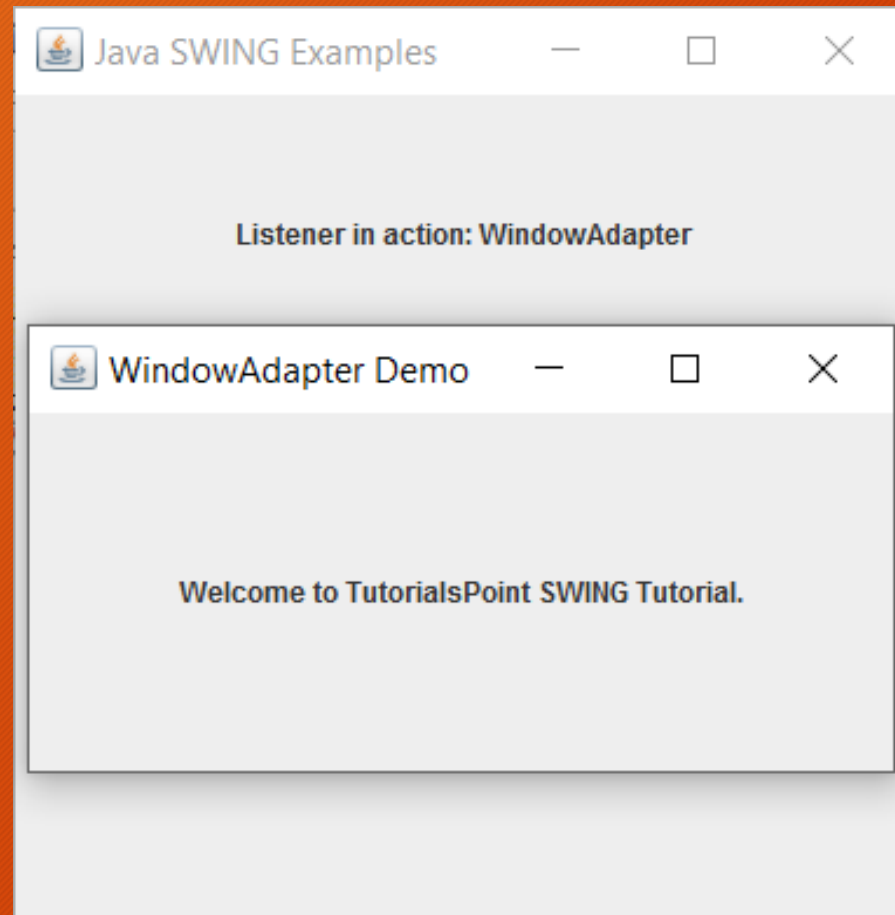 Java SWING Examples
Listener in action: WindowAdapter
WindowAdapter Demo
Welcome to TutorialsPoint SWING Tutorial.